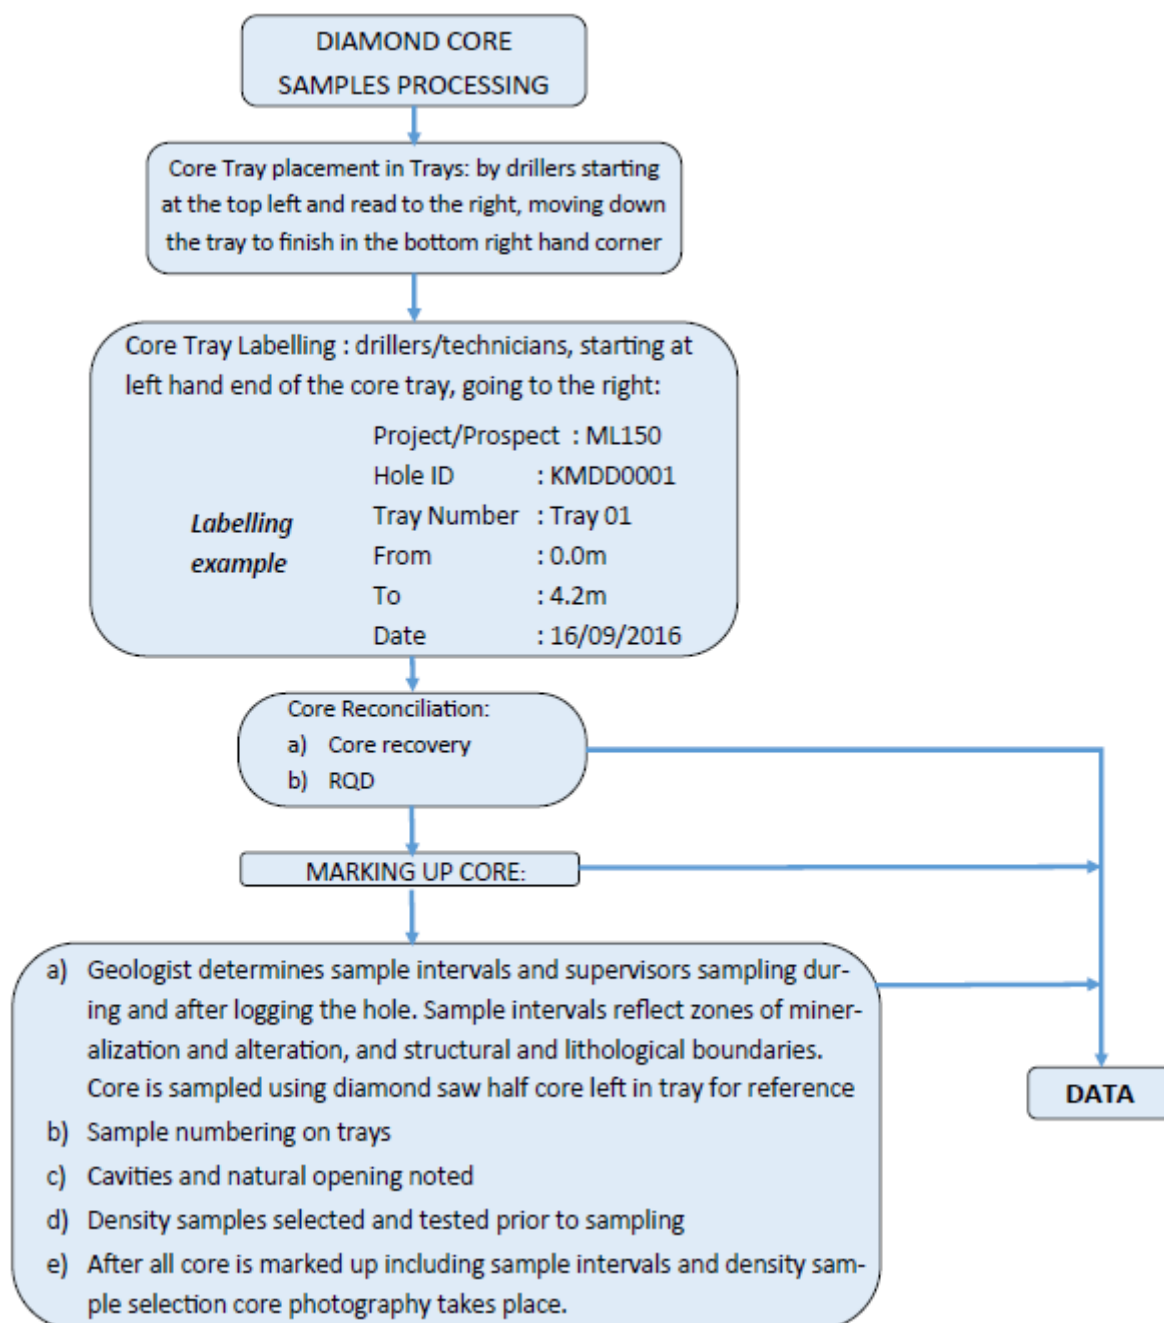 DIAMOND CORE
SAMPLES PROCESSING
Core Tray placement in Trays: by drillers starting
at the top left and read to the right, moving down
the tray to finish in the bottom right hand corner
Core Tray Labelling : drillers/technicians, starting at
left hand end of the core tray, going to the right:
Labelling
example
Project/Prospect : ML150
Hole ID : KMDD0001
Tray Number : Tray 01
From : 0.0m
To : 4.2m
Date : 16/09/2016
Core Reconciliation:
a) Core recovery
b) RQD
MARKING UP CORE:
a) Geologist determines sample intervals and supervisors sampling dur-
ing and after logging the hole. Sample intervals reflect zones of miner-
alization and alteration, and structural and lithological boundaries.
Core is sampled using diamond saw half core left in tray for reference
b) Sample numbering on trays
c) Cavities and natural opening noted
d) Density samples selected and tested prior to sampling
e) After all core is marked up including sample intervals and density sam-
ple selection core photography takes place.
DATA